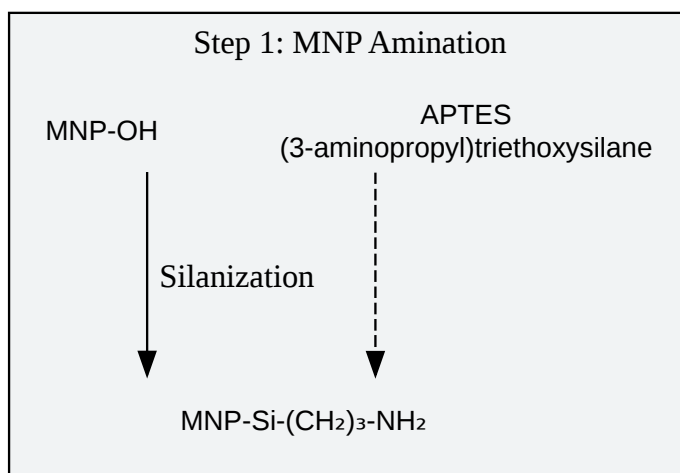 Step 1: MNP Amination
MNP-OH
APTES
(3-aminopropyl)triethoxysilane
Silanization
MNP-Si-(CH₂)₃-NH₂